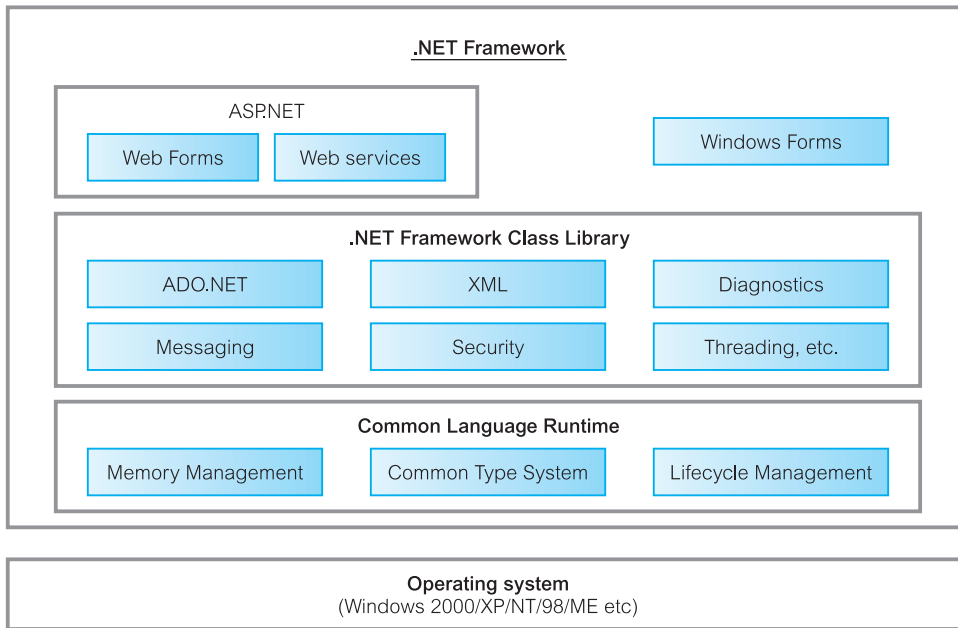 .NET Framework
ASP.NET
Web Forms
Web services
Windows Forms
.NET Framework Class Library
ADO.NET
XML
Diagnostics
Messaging
Security
Threading, etc.
Common Language Runtime
Memory Management
Common Type System
Lifecycle Management
Operating system
(Windows 2000/XP/NT/98/ME etc)